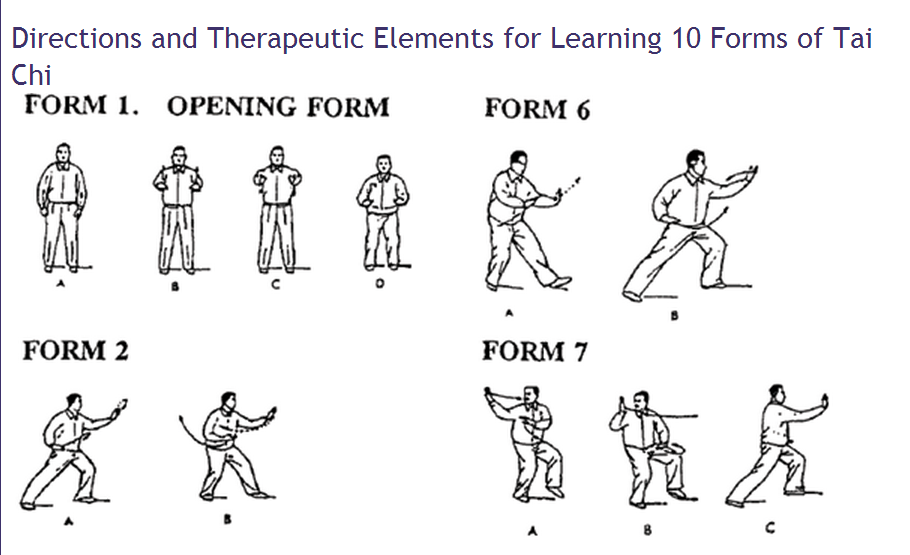 Directions and Therapeutic Elements for Learning 10 Forms of Tai
Chi
FORM 1. OPENING FORM
A B C D
FORM 6
A B
FORM 2
A B
FORM 7
A B C